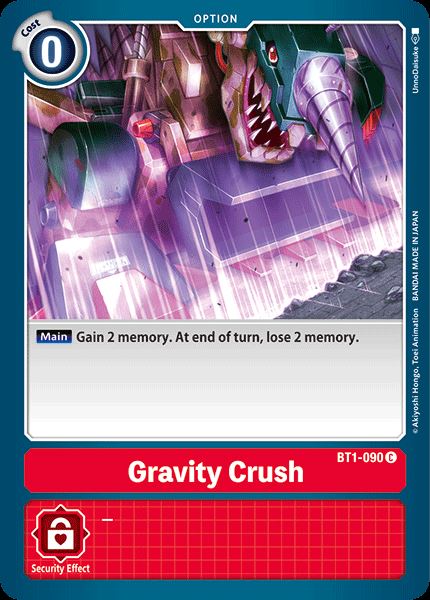 OPTION
Cost
0
UnnoDaisuke
© Akiyoshi Hongo, Toei Animation BANDAI MADE IN JAPAN
Main Gain 2 memory. At end of turn, lose 2 memory.
BT1-090 C
Gravity Crush
–
Security Effect